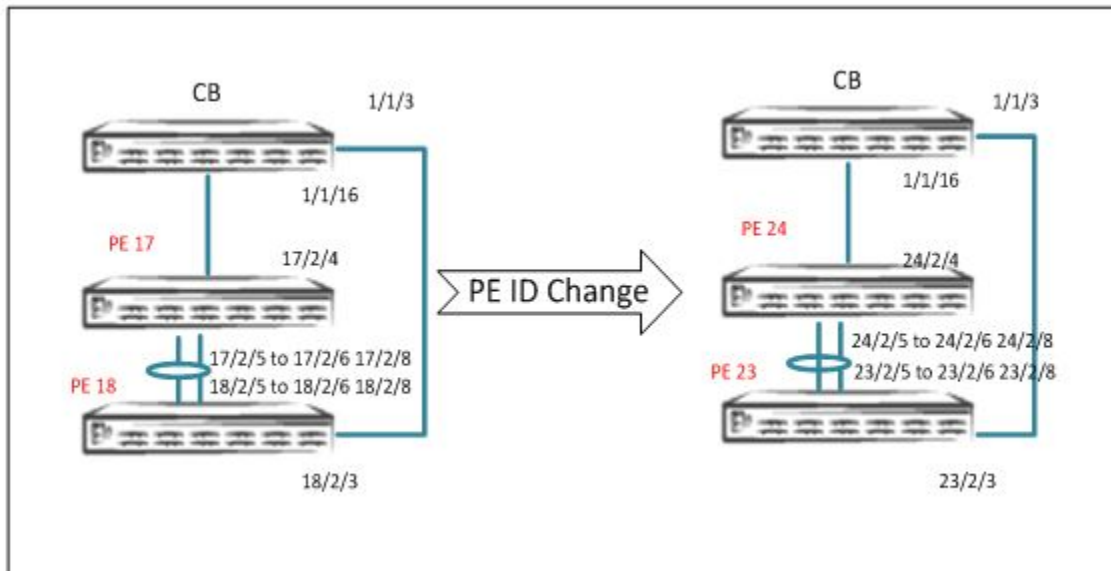 CB
1/1/3
1/1/16
PE 17
17/2/4
17/2/5 to 17/2/6 17/2/8
PE 18
18/2/5 to 18/2/6 18/2/8
18/2/3
PE ID Change
CB
1/1/3
1/1/16
PE 24
24/2/4
24/2/5 to 24/2/6 24/2/8
PE 23
23/2/5 to 23/2/6 23/2/8
23/2/3